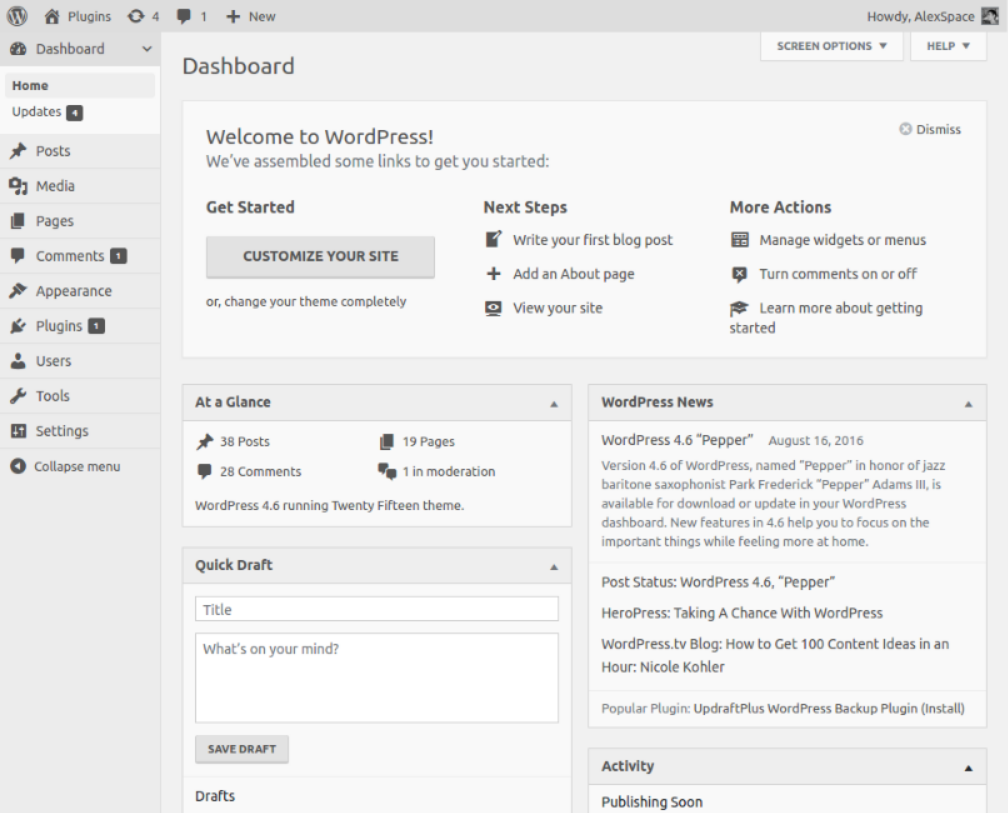 Plugins 4 1 New Howdy, AlexSpace
Dashboard
Home
Updates 4
Posts
Media
Pages
Comments 1
Appearance
Plugins 1
Users
Tools
Settings
Collapse menu
SCREEN OPTIONS HELP
Dashboard
Dismiss
Welcome to WordPress!
We've assembled some links to get you started:
Get Started
CUSTOMIZE YOUR SITE
or, change your theme completely
Next Steps
Write your first blog post
Add an About page
View your site
More Actions
Manage widgets or menus
Turn comments on or off
Learn more about getting
started
At a Glance
38 Posts 19 Pages
28 Comments 1 in moderation
WordPress 4.6 running Twenty Fifteen theme.
Quick Draft
Title
What's on your mind?
SAVE DRAFT
Drafts
WordPress News
WordPress 4.6 “Pepper” August 16, 2016
Version 4.6 of WordPress, named “Pepper” in honor of jazz
baritone saxophonist Park Frederick “Pepper” Adams III, is
available for download or update in your WordPress
dashboard. New features in 4.6 help you to focus on the
important things while feeling more at home.
Post Status: WordPress 4.6, “Pepper”
HeroPress: Taking A Chance With WordPress
WordPress.tv Blog: How to Get 100 Content Ideas in an
Hour: Nicole Kohler
Popular Plugin: UpdraftPlus WordPress Backup Plugin (Install)
Activity
Publishing Soon